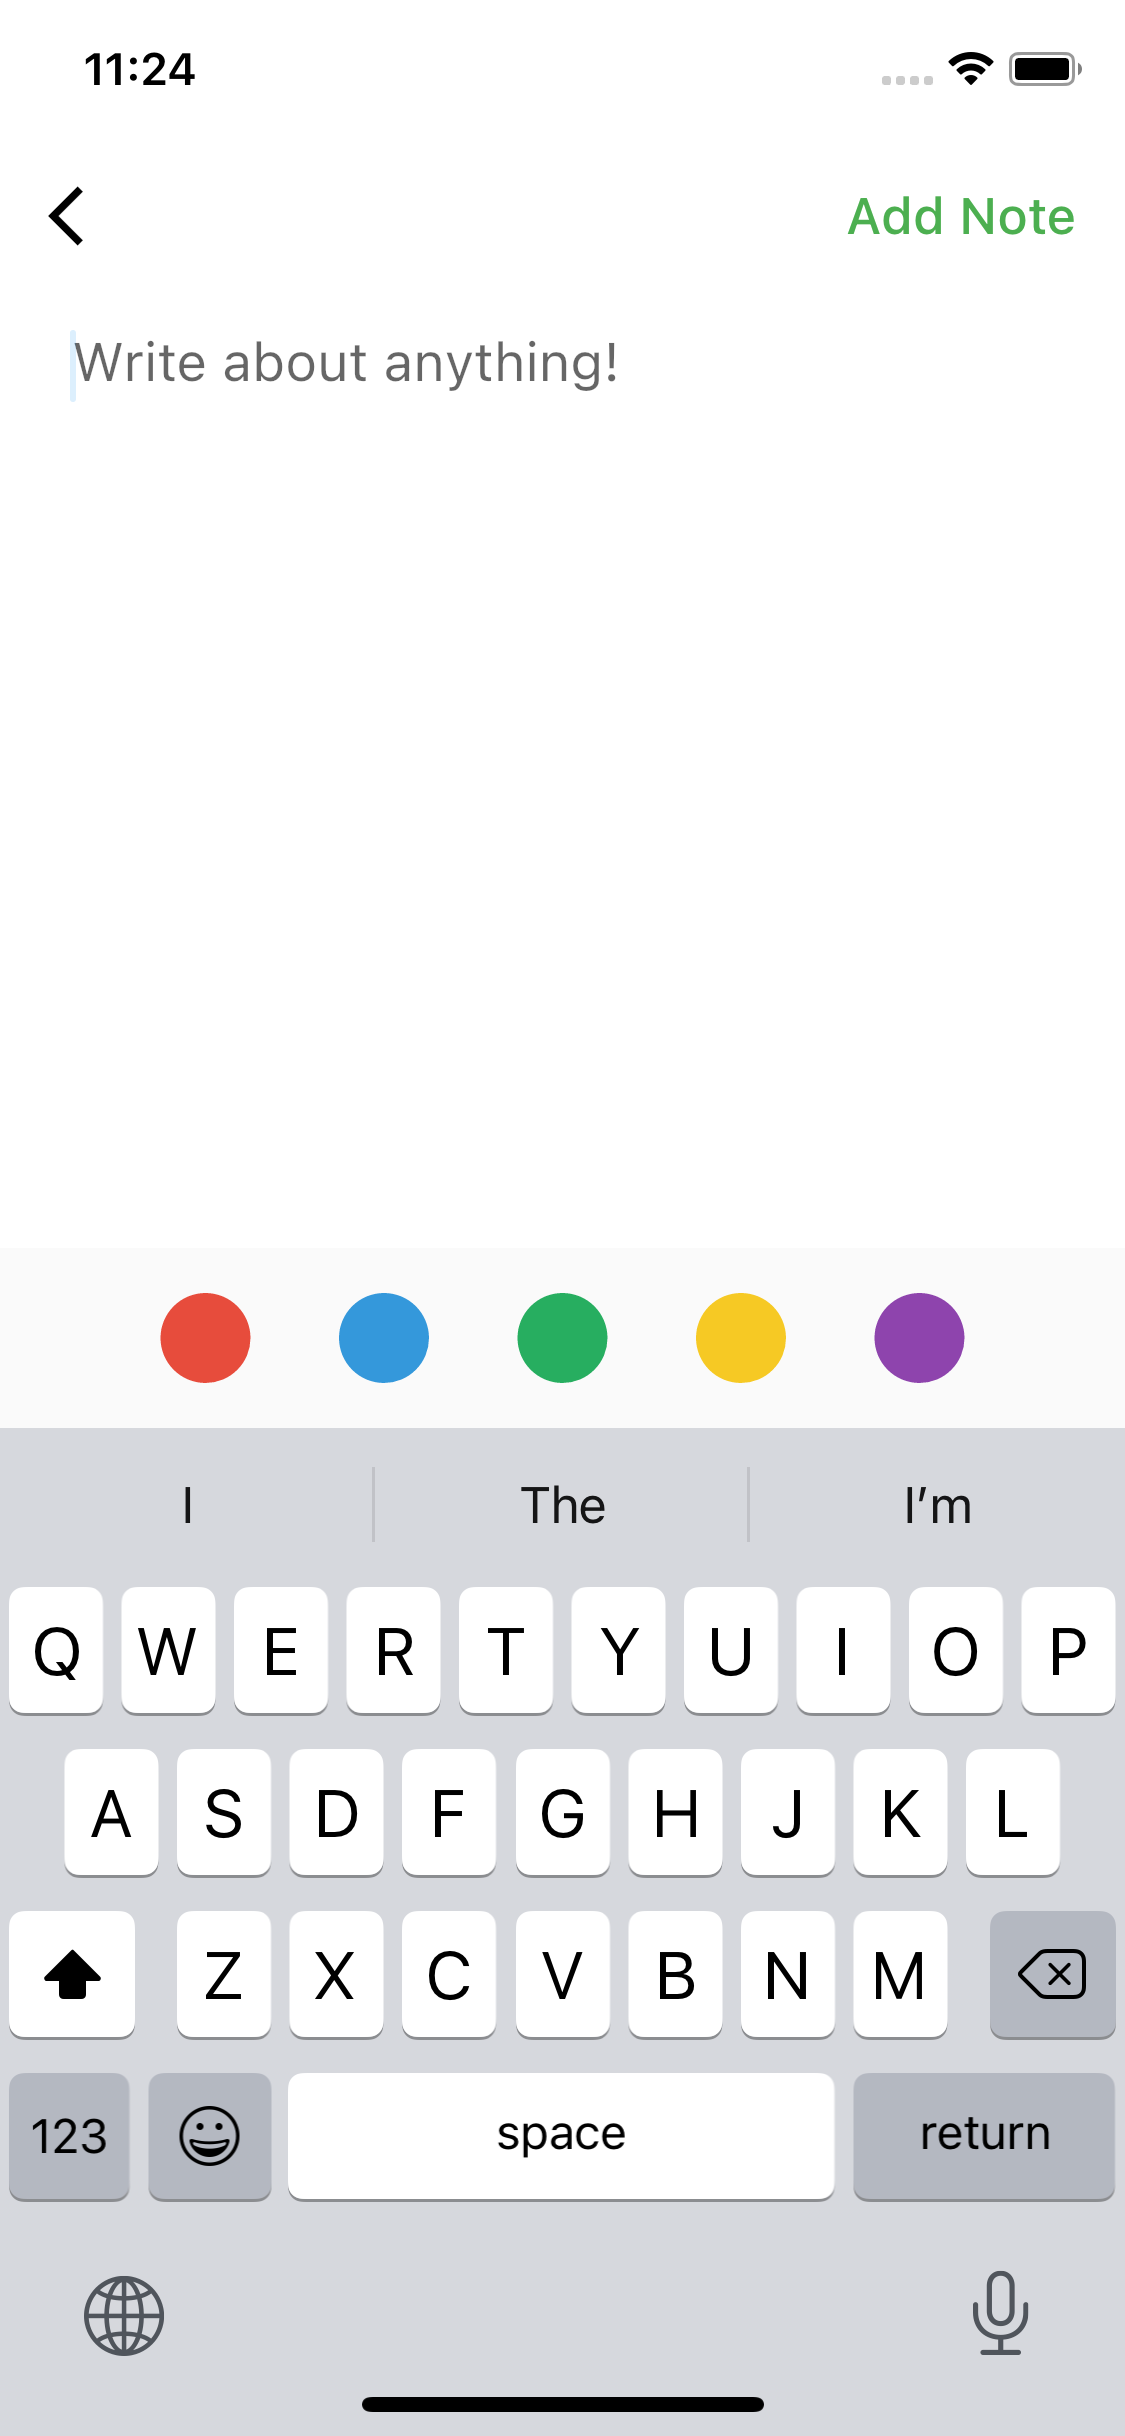 11:24
Add Note
Write about anything!
I The I’m
Q W E R T Y U I O P
A S D F G H J K L
Z X C V B N M
123 space return